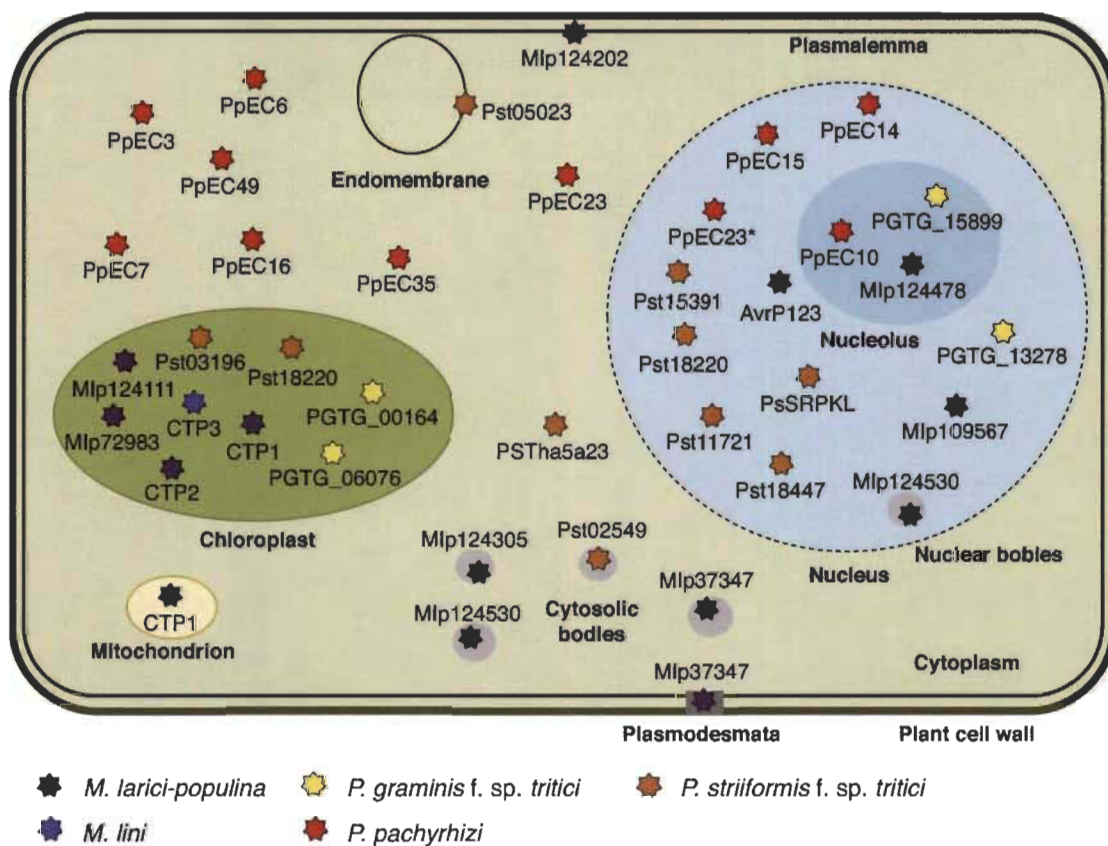 Plasmalemma
Mlp124202
PpEC6
Pst05023
PpEC3
PpEC14
PpEC15
PpEC49
Endomembrane
PpEC23
PGTG_15899
PpEC23*
PpEC10
PpEC7
PpEC16
PpEC35
Mlp124478
Pst15391
AvrP123
Nucleolus
PGTG_13278
Pst03196
Pst18220
Mlp124111
Pst18220
PsSRPKL
PGTG_00164
CTP3
CTP1
Mlp72983
Mlp109567
Pst11721
PSTha5a23
PGTG_06076
CTP2
Pst18447
Mlp124530
Chloroplast
Mlp124305
Pst02549
Nuclear bobles
Nucleus
Mlp37347
Mlp124530
Cytosolic
bodies
CTP1
Mitochondrion
Cytoplasm
Mlp37347
Plasmodesmata
Plant cell wall
M. larici-populina
P. graminis f. sp. tritici
P. striiformis f. sp. tritici
M. lini
P. pachyrhizi